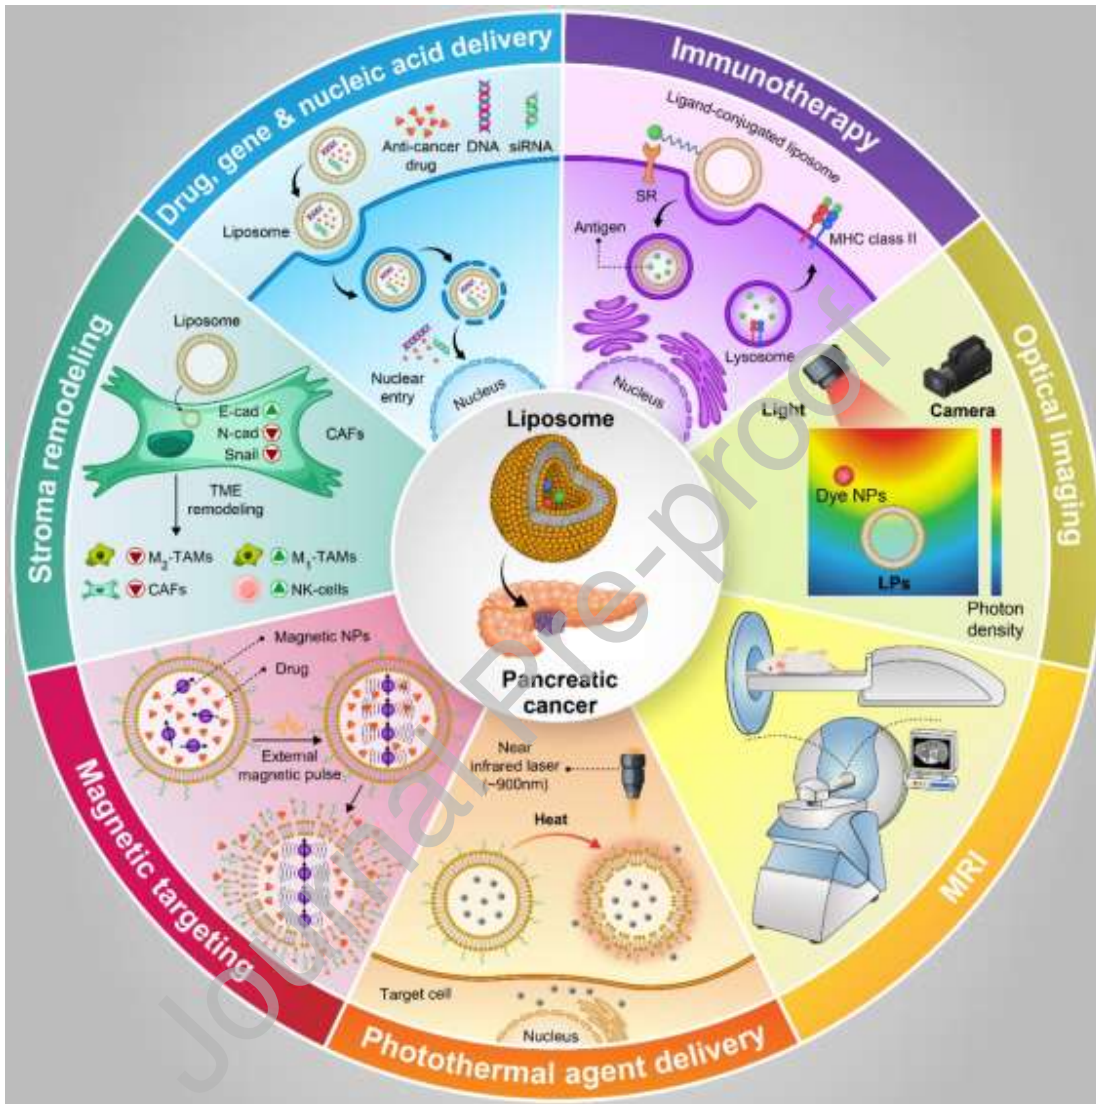 Drug, gene & nucleic acid delivery
Anti-cancer
drug
DNA
siRNA
Liposome
Nuclear
entry
Nucleus
Immunotherapy
Ligand-conjugated liposome
SR
Antigen
MHC class II
Lysosome
Nucleus
Optical imaging
Light
Camera
Dye NPs
LPs
Photon
density
MRI
Photothermal agent delivery
Near
infrared laser
(~900nm)
Heat
Target cell
Nucleus
Magnetic targeting
Magnetic NPs
Drug
External
magnetic pulse
Stroma remodeling
Liposome
E-cad
N-cad
Snail
CAFs
TME
remodeling
M2-TAMs
M1-TAMs
CAFs
NK-cells
Liposome
Pancreatic
cancer
Journal Pre-proof